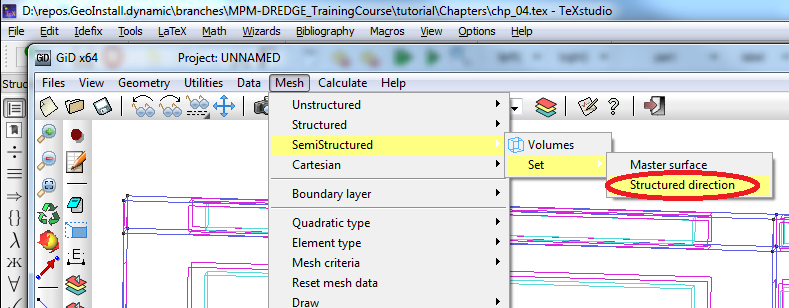 D:\repos.GeoInstall.dynamic\branches\MPM-DREDGE_TrainingCourse\tutorial\Chapters\chp_04.tex - TeXstudio
File Edit Idefix Tools LaTeX Math Wizards Bibliography Macros View Options Help
GiD GiD x64 Project: UNNAMED
Struc
Files View Geometry Utilities Data Mesh Calculate Help
Unstructured
Structured
SemiStructured Volumes
Cartesian Set Master surface
Structured direction
Boundary layer
Quadratic type
Element type
Mesh criteria
Reset mesh data
Draw